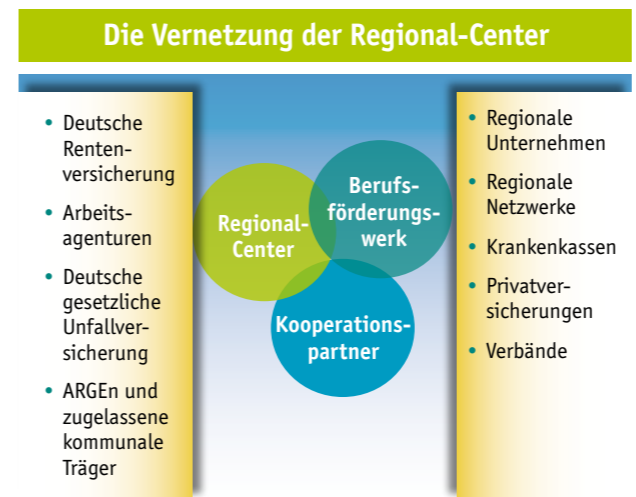 Die Vernetzung der Regional-Center
• Deutsche
Renten-
versicherung
• Arbeits-
agenturen
• Deutsche
gesetzliche
Unfallver-
sicherung
• ARGEn und
zugelassene
kommunale
Träger
Regional-
Center
Berufs-
förderungs-
werk
Kooperations-
partner
• Regionale
Unternehmen
• Regionale
Netzwerke
• Krankenkassen
• Privatver-
sicherungen
• Verbände